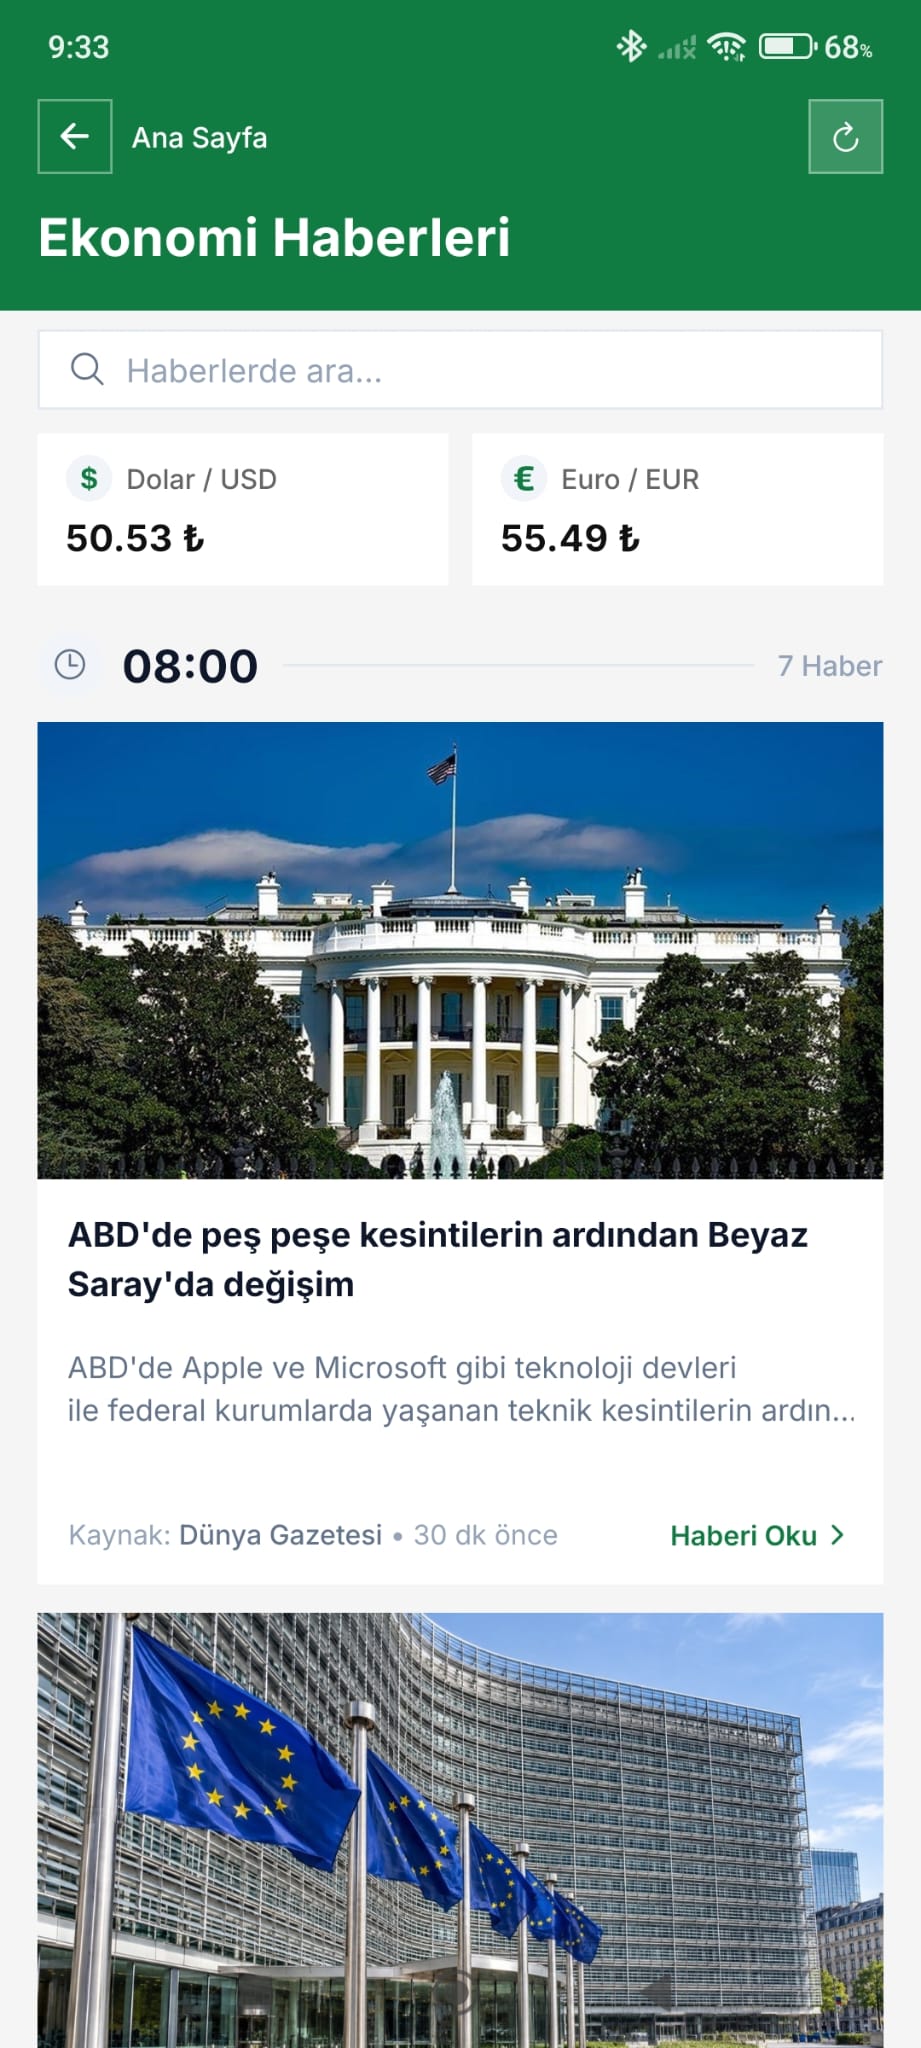 9:33
68%
Ana Sayfa
Ekonomi Haberleri
Haberlerde ara...
$ Dolar / USD
50.53 ₺
€ Euro / EUR
55.49 ₺
08:00
7 Haber
ABD'de peş peşe kesintilerin ardından Beyaz
Saray'da değişim
ABD'de Apple ve Microsoft gibi teknoloji devleri
ile federal kurumlarda yaşanan teknik kesintilerin ardın...
Kaynak: Dünya Gazetesi • 30 dk önce
Haberi Oku >